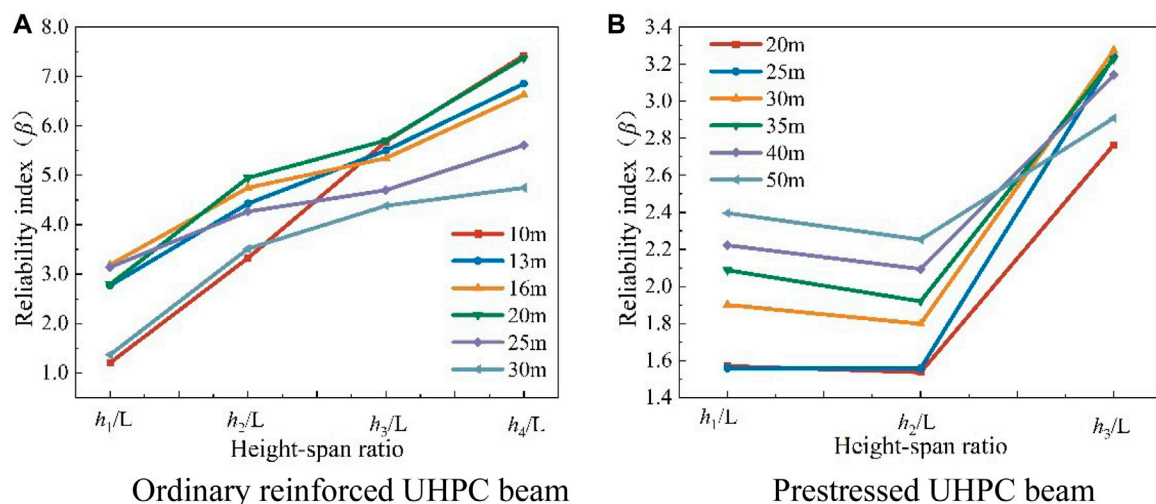 A
Reliability index (β)
8.0
7.0
6.0
5.0
4.0
3.0
2.0
1.0
10m
13m
16m
20m
25m
30m
h₁/L
h₂/L
h₃/L
h₄/L
Height-span ratio
Ordinary reinforced UHPC beam
B
Reliability index (β)
3.4
3.2
3.0
2.8
2.6
2.4
2.2
2.0
1.8
1.6
1.4
20m
25m
30m
35m
40m
50m
h₁/L
h₂/L
h₃/L
Height-span ratio
Prestressed UHPC beam